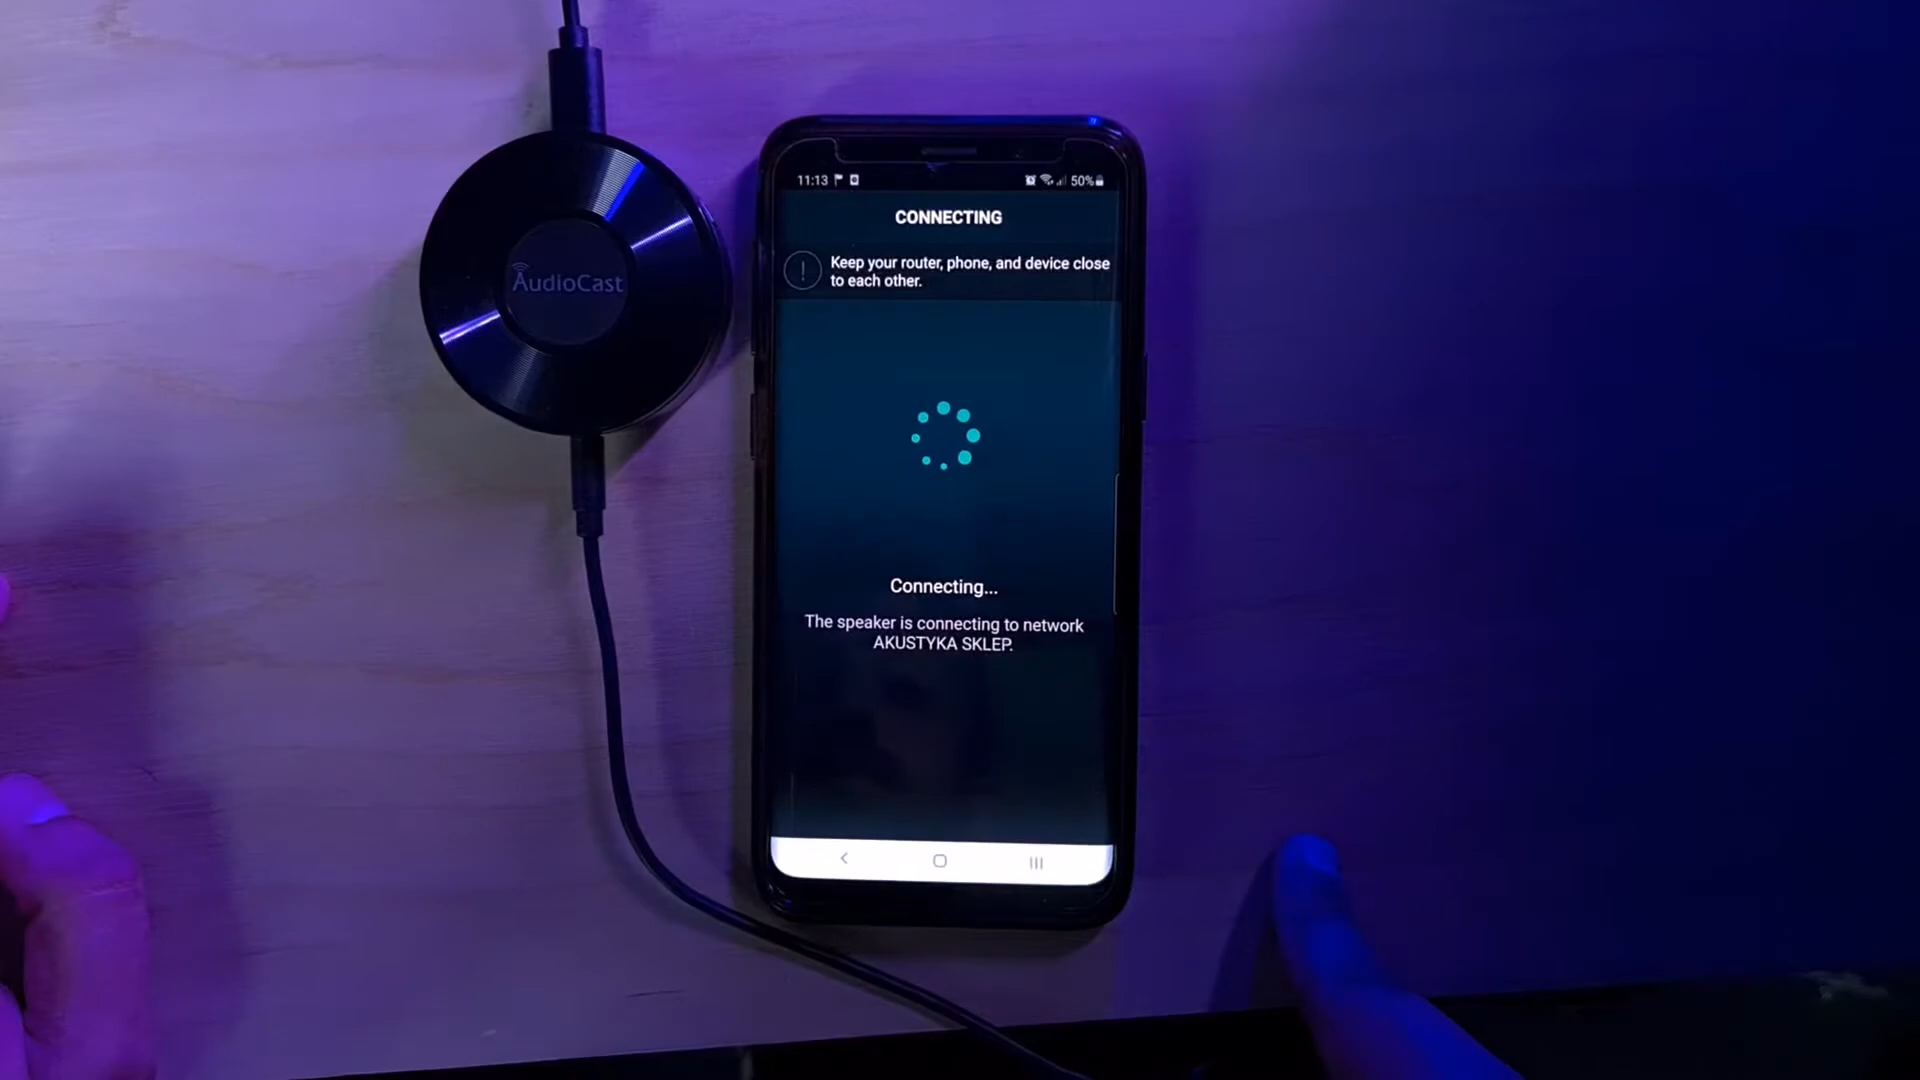 AudioCast
11:13
50%
CONNECTING
Keep your router, phone, and device close
to each other.
Connecting...
The speaker is connecting to network
AKUSTYKA SKLEP.